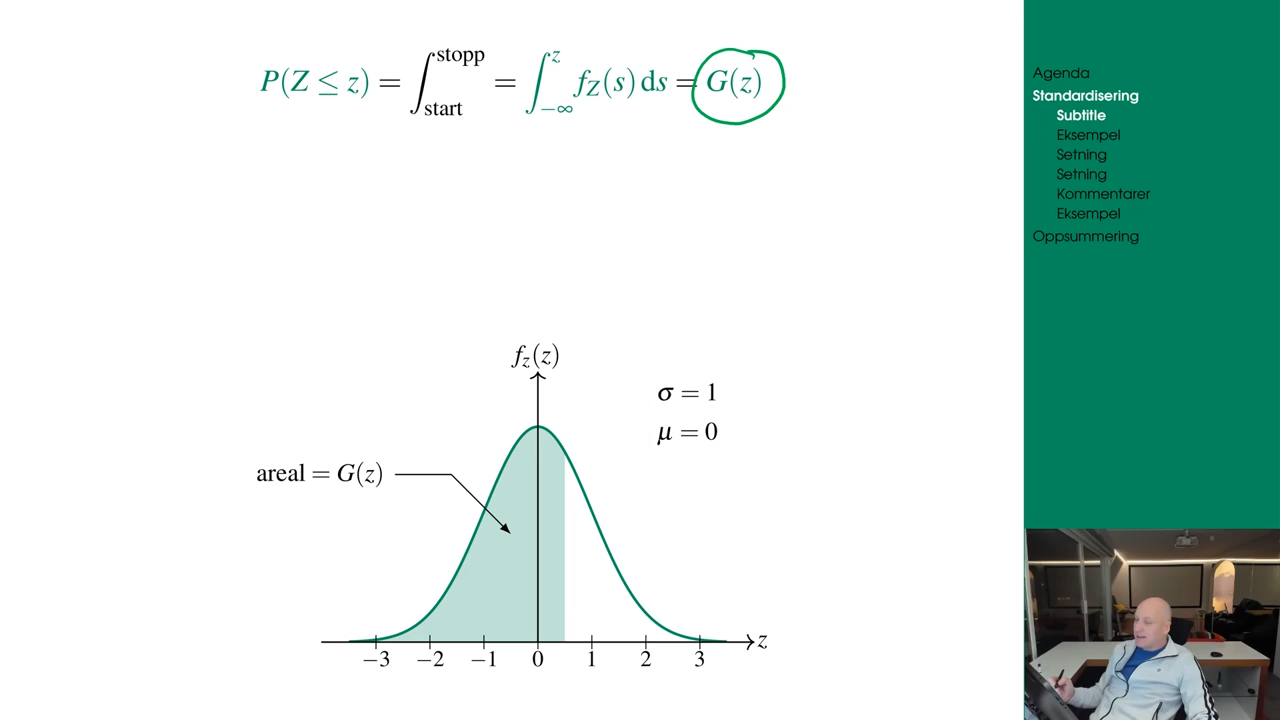 P(Z ≤ z) = ∫_start^stopp = ∫_{−∞}^z f_Z(s) ds = G(z)
f_z(z)
σ = 1
μ = 0
areal = G(z)
z
−3 −2 −1 0 1 2 3
Agenda
Standardisering
Subtitle
Eksempel
Setning
Setning
Kommentarer
Eksempel
Oppsummering